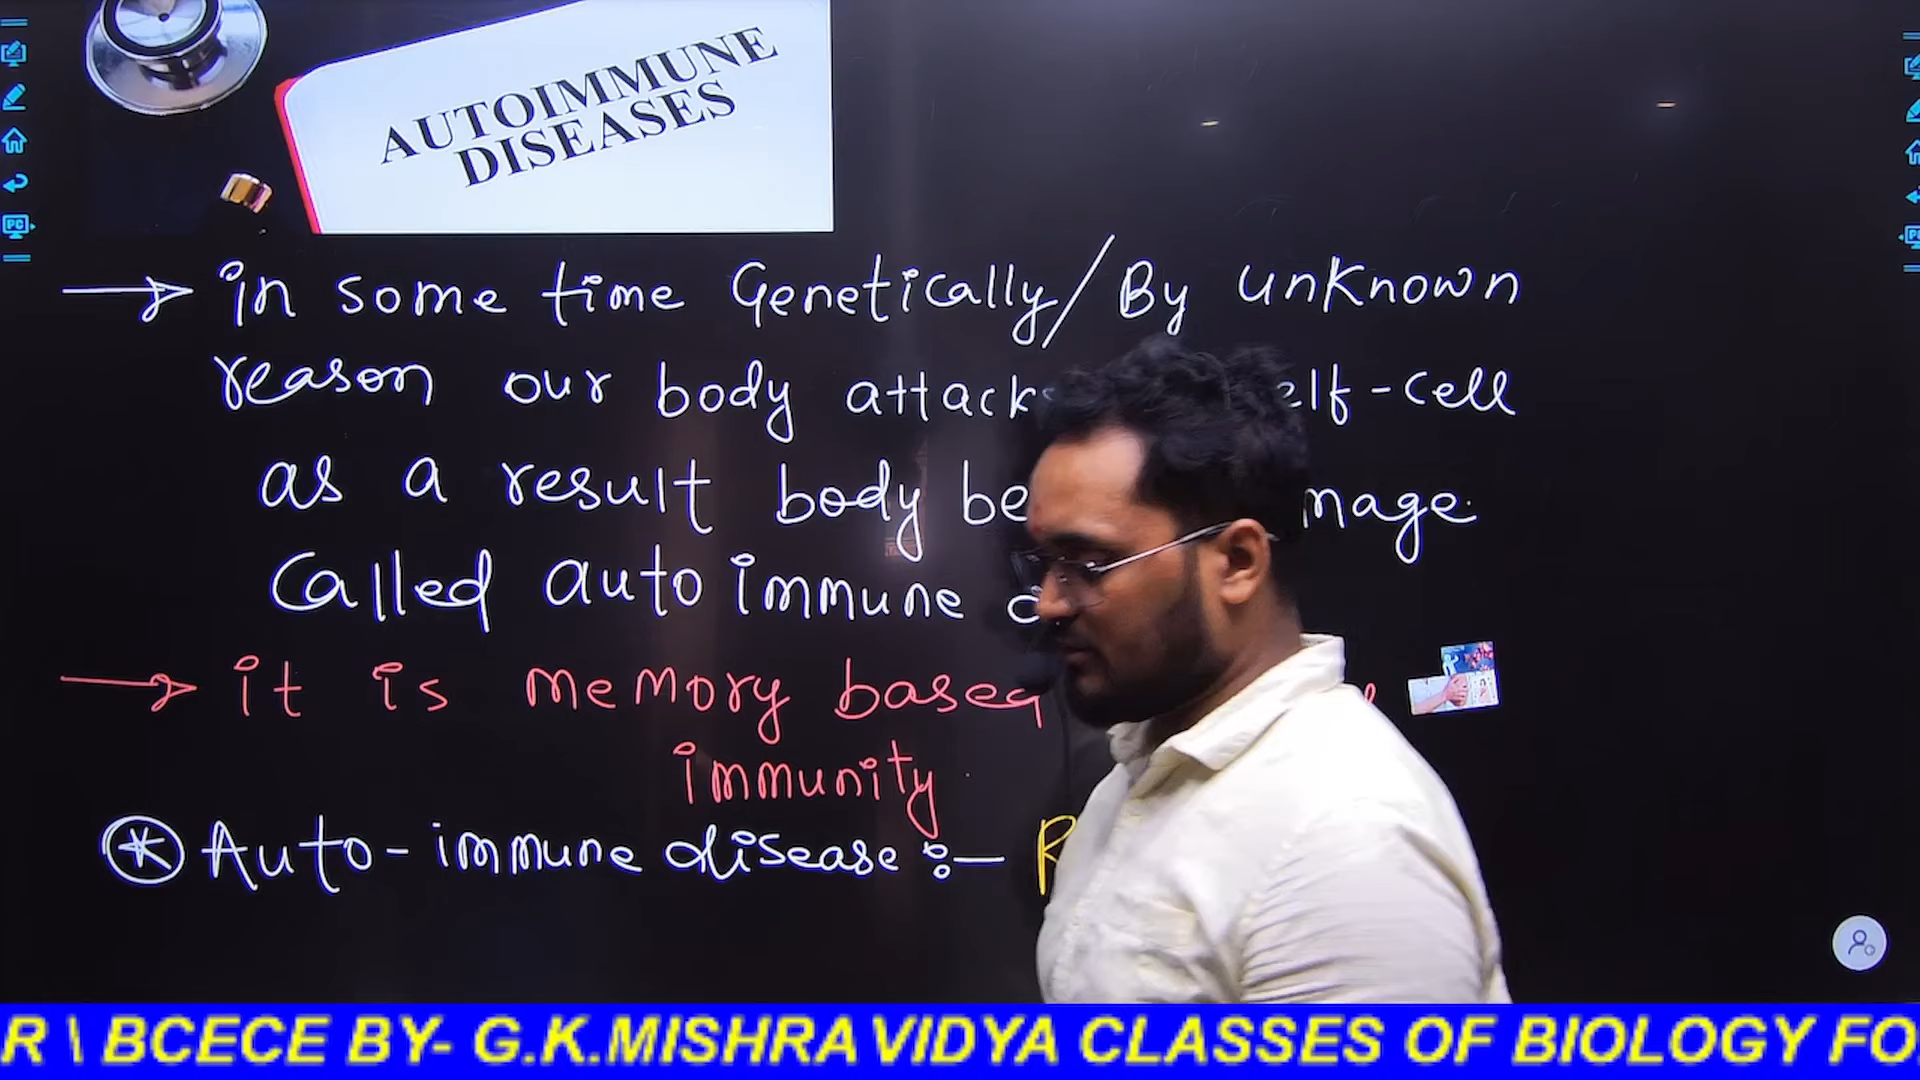 AUTOIMMUNE
DISEASES
in some time Genetically/By unknown
reason our body attack elf-cell
as a result body be mage.
Called auto immune
it is memory based
immunity
Auto-immune disease :— R
R \ BCECE BY- G.K.MISHRA VIDYA CLASSES OF BIOLOGY FO
PC